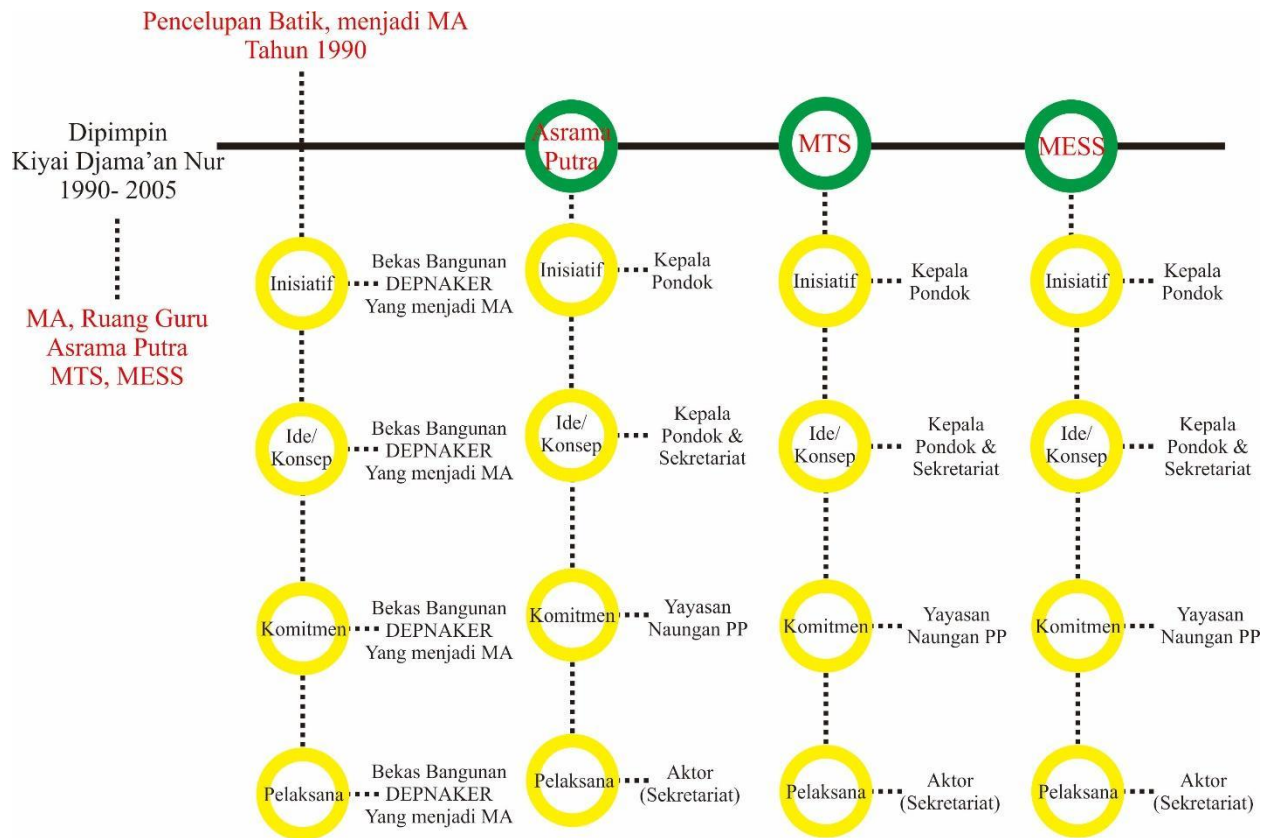 Pencelupan Batik, menjadi MA
Tahun 1990
Dipimpin
Kiyai Djama'an Nur
1990- 2005
MA, Ruang Guru
Asrama Putra
MTS, MESS
Asrama
Putra
MTS
MESS
Inisiatif
Bekas Bangunan
DEPNAKER
Yang menjadi MA
Inisiatif
Kepala
Pondok
Inisiatif
Kepala
Pondok
Inisiatif
Kepala
Pondok
Ide/
Konsep
Bekas Bangunan
DEPNAKER
Yang menjadi MA
Ide/
Konsep
Kepala
Pondok &
Sekretariat
Ide/
Konsep
Kepala
Pondok &
Sekretariat
Ide/
Konsep
Kepala
Pondok &
Sekretariat
Komitmen
Bekas Bangunan
DEPNAKER
Yang menjadi MA
Komitmen
Yayasan
Naungan PP
Komitmen
Yayasan
Naungan PP
Komitmen
Yayasan
Naungan PP
Pelaksana
Bekas Bangunan
DEPNAKER
Yang menjadi MA
Pelaksana
Aktor
(Sekretariat)
Pelaksana
Aktor
(Sekretariat)
Pelaksana
Aktor
(Sekretariat)